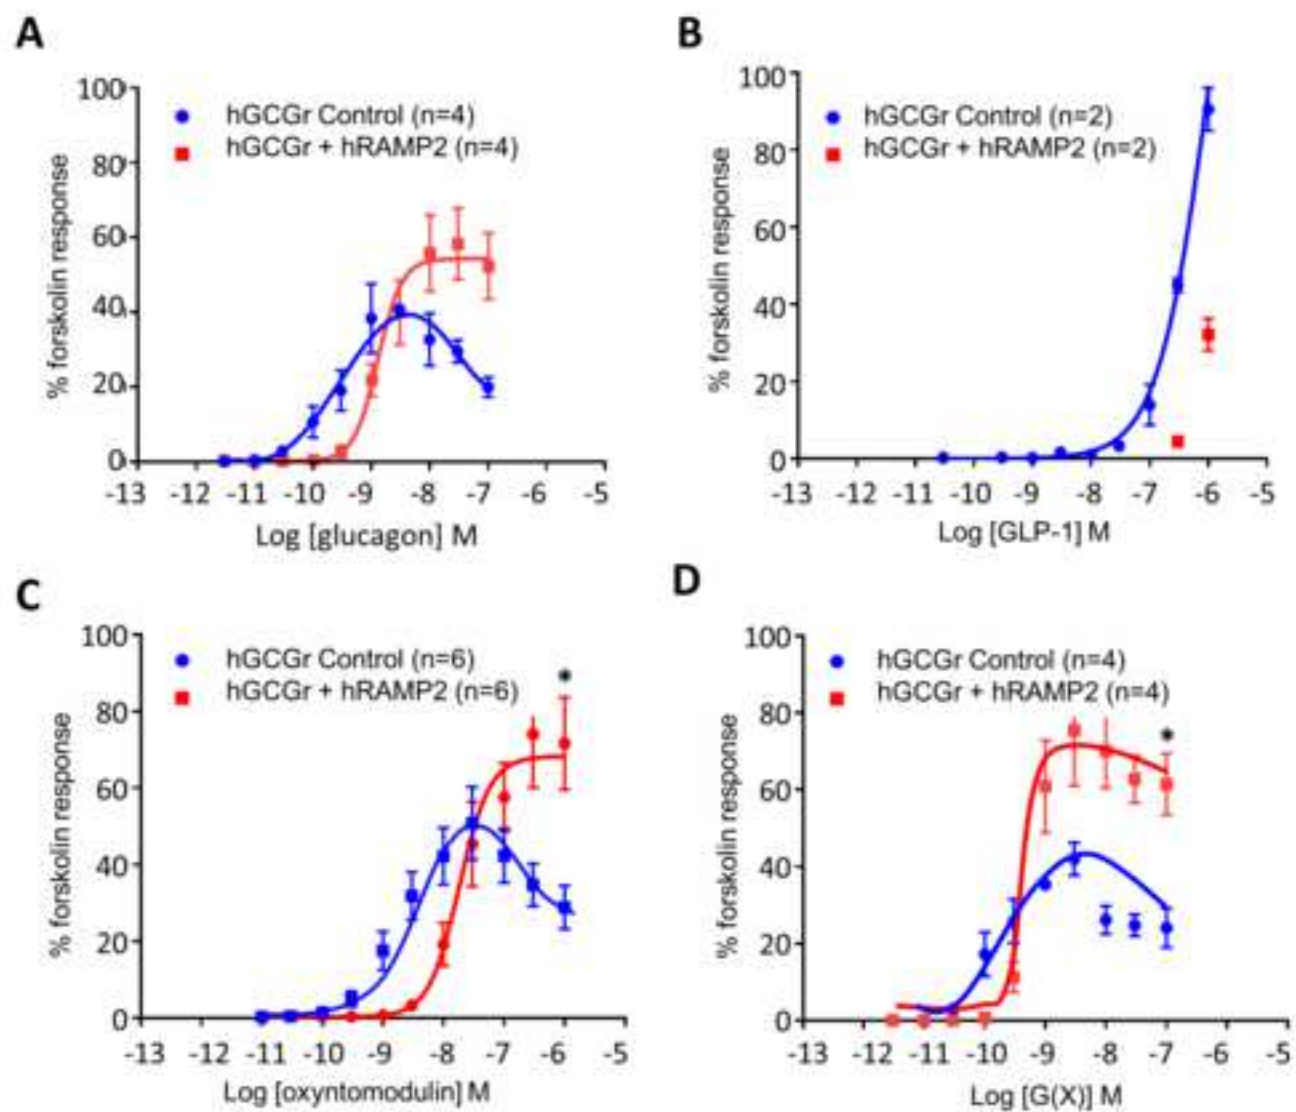 A
100
80
60
40
20
0
-13 -12 -11 -10 -9 -8 -7 -6 -5
% forskolin response
Log [glucagon] M
hGCGr Control (n=4)
hGCGr + hRAMP2 (n=4)
B
100
80
60
40
20
0
-13 -12 -11 -10 -9 -8 -7 -6 -5
% forskolin response
Log [GLP-1] M
hGCGr Control (n=2)
hGCGr + hRAMP2 (n=2)
C
100
80
60
40
20
0
-13 -12 -11 -10 -9 -8 -7 -6 -5
% forskolin response
Log [oxyntomodulin] M
hGCGr Control (n=6)
hGCGr + hRAMP2 (n=6)
*
D
100
80
60
40
20
0
-13 -12 -11 -10 -9 -8 -7 -6 -5
% forskolin response
Log [G(X)] M
hGCGr Control (n=4)
hGCGr + hRAMP2 (n=4)
*